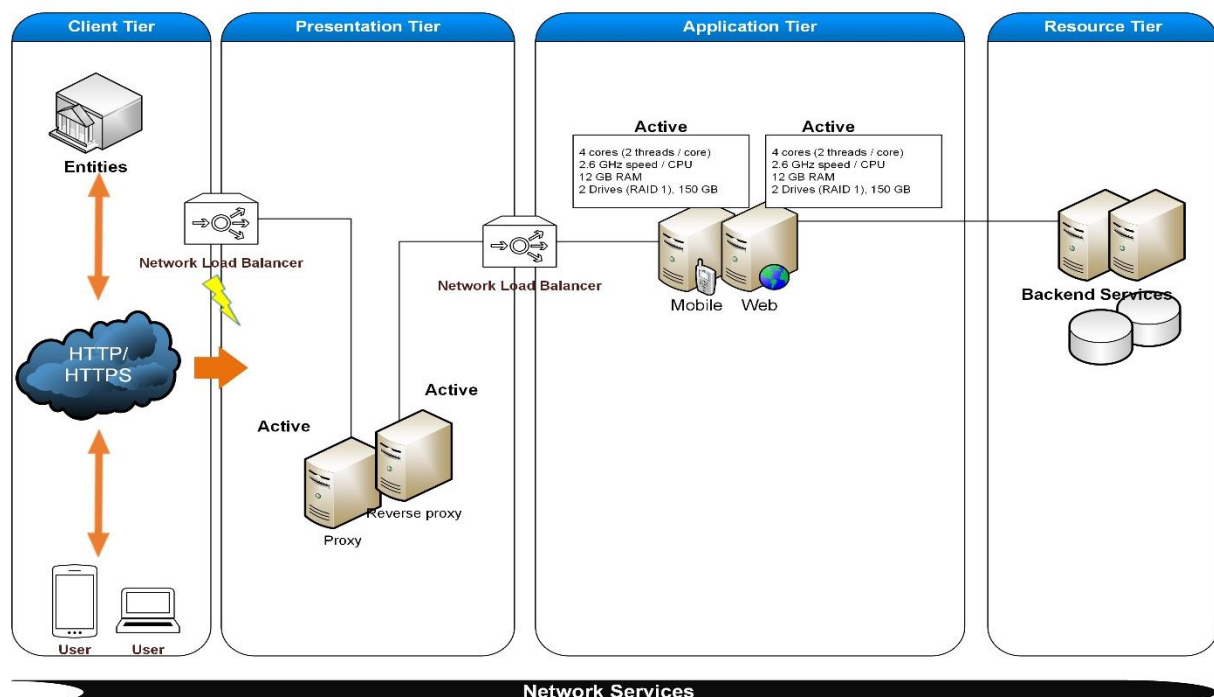 Client Tier
Presentation Tier
Application Tier
Resource Tier
Entities
Network Load Balancer
HTTP/
HTTPS
User
User
Active
Active
Proxy
Reverse proxy
Network Load Balancer
Active
4 cores (2 threads / core)
2.6 GHz speed / CPU
12 GB RAM
2 Drives (RAID 1), 150 GB
Active
4 cores (2 threads / core)
2.6 GHz speed / CPU
12 GB RAM
2 Drives (RAID 1), 150 GB
Mobile
Web
Backend Services
Network Services